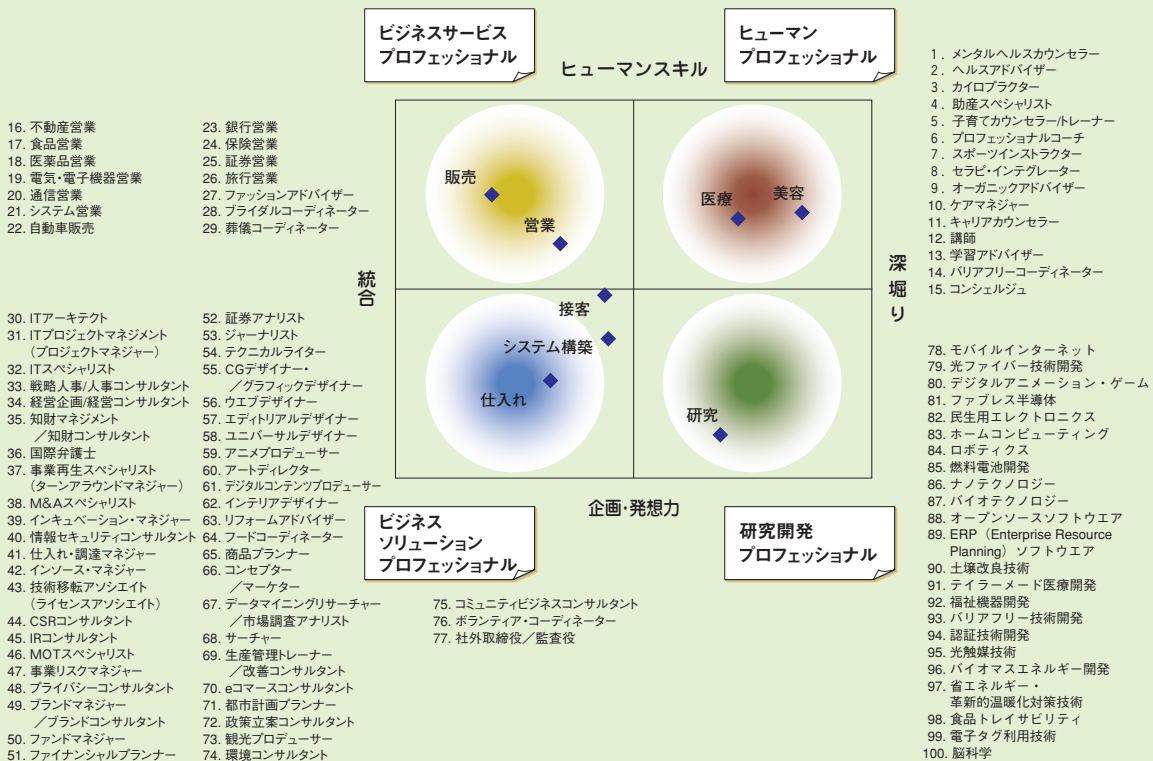 ビジネスサービス
プロフェッショナル
ヒューマン
プロフェッショナル
ヒューマンスキル
16. 不動産営業
17. 食品営業
18. 医薬品営業
19. 電気・電子機器営業
20. 通信営業
21. システム営業
22. 自動車販売
23. 銀行営業
24. 保険営業
25. 証券営業
26. 旅行営業
27. ファッションアドバイザー
28. ブライダルコーディネーター
29. 葬儀コーディネーター
販売
営業
医療
美容
統合
深堀り
接客
システム構築
仕入れ
研究
企画・発想力
1. メンタルヘルスカウンセラー
2. ヘルスアドバイザー
3. カイロプラクター
4. 助産スペシャリスト
5. 子育てカウンセラー/トレーナー
6. プロフェッショナルコーチ
7. スポーツインストラクター
8. セラピ・インテグレーター
9. オーガニックアドバイザー
10. ケアマネジャー
11. キャリアカウンセラー
12. 講師
13. 学習アドバイザー
14. バリアフリーコーディネーター
15. コンシェルジュ
30. ITアーキテクト
31. ITプロジェクトマネジメント
（プロジェクトマネジャー）
32. ITスペシャリスト
33. 戦略人事/人事コンサルタント
34. 経営企画/経営コンサルタント
35. 知財マネジメント
／知財コンサルタント
36. 国際弁護士
37. 事業再生スペシャリスト
（ターンアラウンドマネジャー）
38. M&Aスペシャリスト
39. インキュベーション・マネジャー
40. 情報セキュリティコンサルタント
41. 仕入れ・調達マネジャー
42. インソース・マネジャー
43. 技術移転アソシエイト
（ライセンスアソシエイト）
44. CSRコンサルタント
45. IRコンサルタント
46. MOTスペシャリスト
47. 事業リスクマネジャー
48. プライバシーコンサルタント
49. ブランドマネジャー
／ブランドコンサルタント
50. ファンドマネジャー
51. ファイナンシャルプランナー
52. 証券アナリスト
53. ジャーナリスト
54. テクニカルライター
55. CGデザイナー・
／グラフィックデザイナー
56. ウエブデザイナー
57. エディトリアルデザイナー
58. ユニバーサルデザイナー
59. アニメプロデューサー
60. アートディレクター
61. デジタルコンテンツプロデューサー
62. インテリアデザイナー
63. リフォームアドバイザー
64. フードコーディネーター
65. 商品プランナー
66. コンセプター
／マーケター
67. データマイニングリサーチャー
／市場調査アナリスト
68. サーチャー
69. 生産管理トレーナー
／改善コンサルタント
70. eコマースコンサルタント
71. 都市計画プランナー
72. 政策立案コンサルタント
73. 観光プロデューサー
74. 環境コンサルタント
ビジネス
ソリューション
プロフェッショナル
75. コミュニティビジネスコンサルタント
76. ボランティア・コーディネーター
77. 社外取締役／監査役
研究開発
プロフェッショナル
78. モバイルインターネット
79. 光ファイバー技術開発
80. デジタルアニメーション・ゲーム
81. ファブレス半導体
82. 民生用エレクトロニクス
83. ホームコンピューティング
84. ロボティクス
85. 燃料電池開発
86. ナノテクノロジー
87. バイオテクノロジー
88. オープンソースソフトウエア
89. ERP（Enterprise Resource
Planning）ソフトウエア
90. 土壌改良技術
91. テイラーメード医療開発
92. 福祉機器開発
93. バリアフリー技術開発
94. 認証技術開発
95. 光触媒技術
96. バイオマスエネルギー開発
97. 省エネルギー・
革新的温暖化対策技術
98. 食品トレイサビリティ
99. 電子タグ利用技術
100. 脳科学